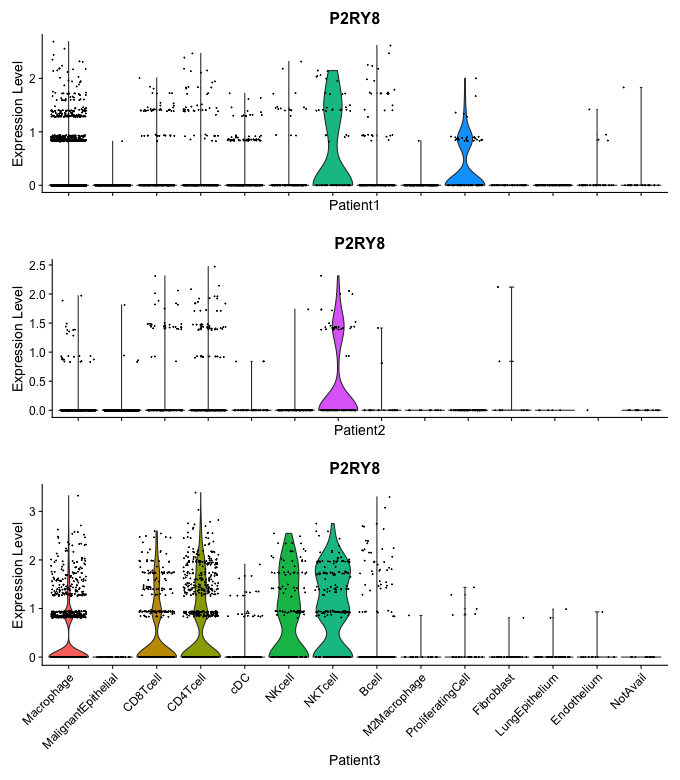 P2RY8
Expression Level
2
1
0
Patient1
P2RY8
Expression Level
2.5
2.0
1.5
1.0
0.5
0.0
Patient2
P2RY8
Expression Level
3
2
1
0
Macrophage
MalignantEpithelial
CD8Tcell
CD4Tcell
cDC
NKcell
NKTcell
Bcell
M2Macrophage
ProliferatingCell
Fibroblast
LungEpithelium
Endothelium
NotAvail
Patient3